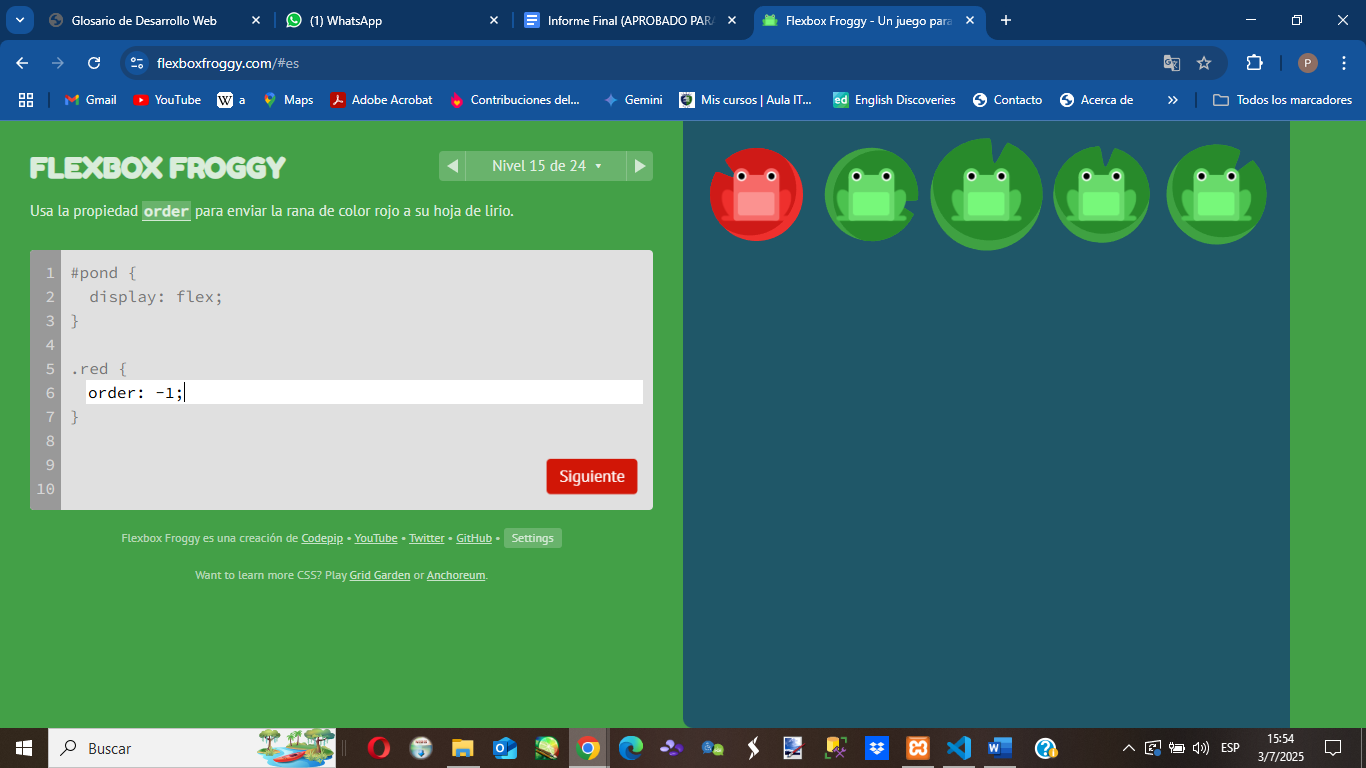 Glosario de Desarrollo Web
(1) WhatsApp
Informe Final (APROBADO PARA
Flexbox Froggy - Un juego para
flexboxfroggy.com/#es
P
Gmail
YouTube
W a
Maps
Adobe Acrobat
Contribuciones del...
Gemini
Mis cursos | Aula IT...
ed English Discoveries
Contacto
Acerca de
»
Todos los marcadores
FLEXBOX FROGGY
Nivel 15 de 24
Usa la propiedad order para enviar la rana de color rojo a su hoja de lirio.
1 #pond {
2 display: flex;
3 }
4
5 .red {
6 order: -1;
7 }
8
9
10
Siguiente
Flexbox Froggy es una creación de Codepip • YouTube • Twitter • GitHub • Settings
Want to learn more CSS? Play Grid Garden or Anchoreum.
Buscar
ESP
15:54
3/7/2025